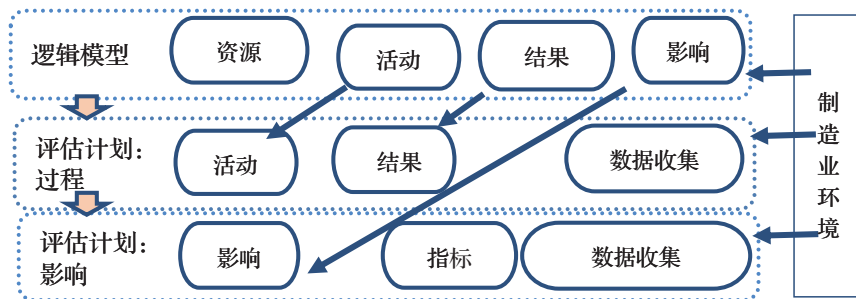 逻辑模型
资源
活动
结果
影响
评估计划：
过程
活动
结果
数据收集
评估计划：
影响
影响
指标
数据收集
制
造
业
环
境